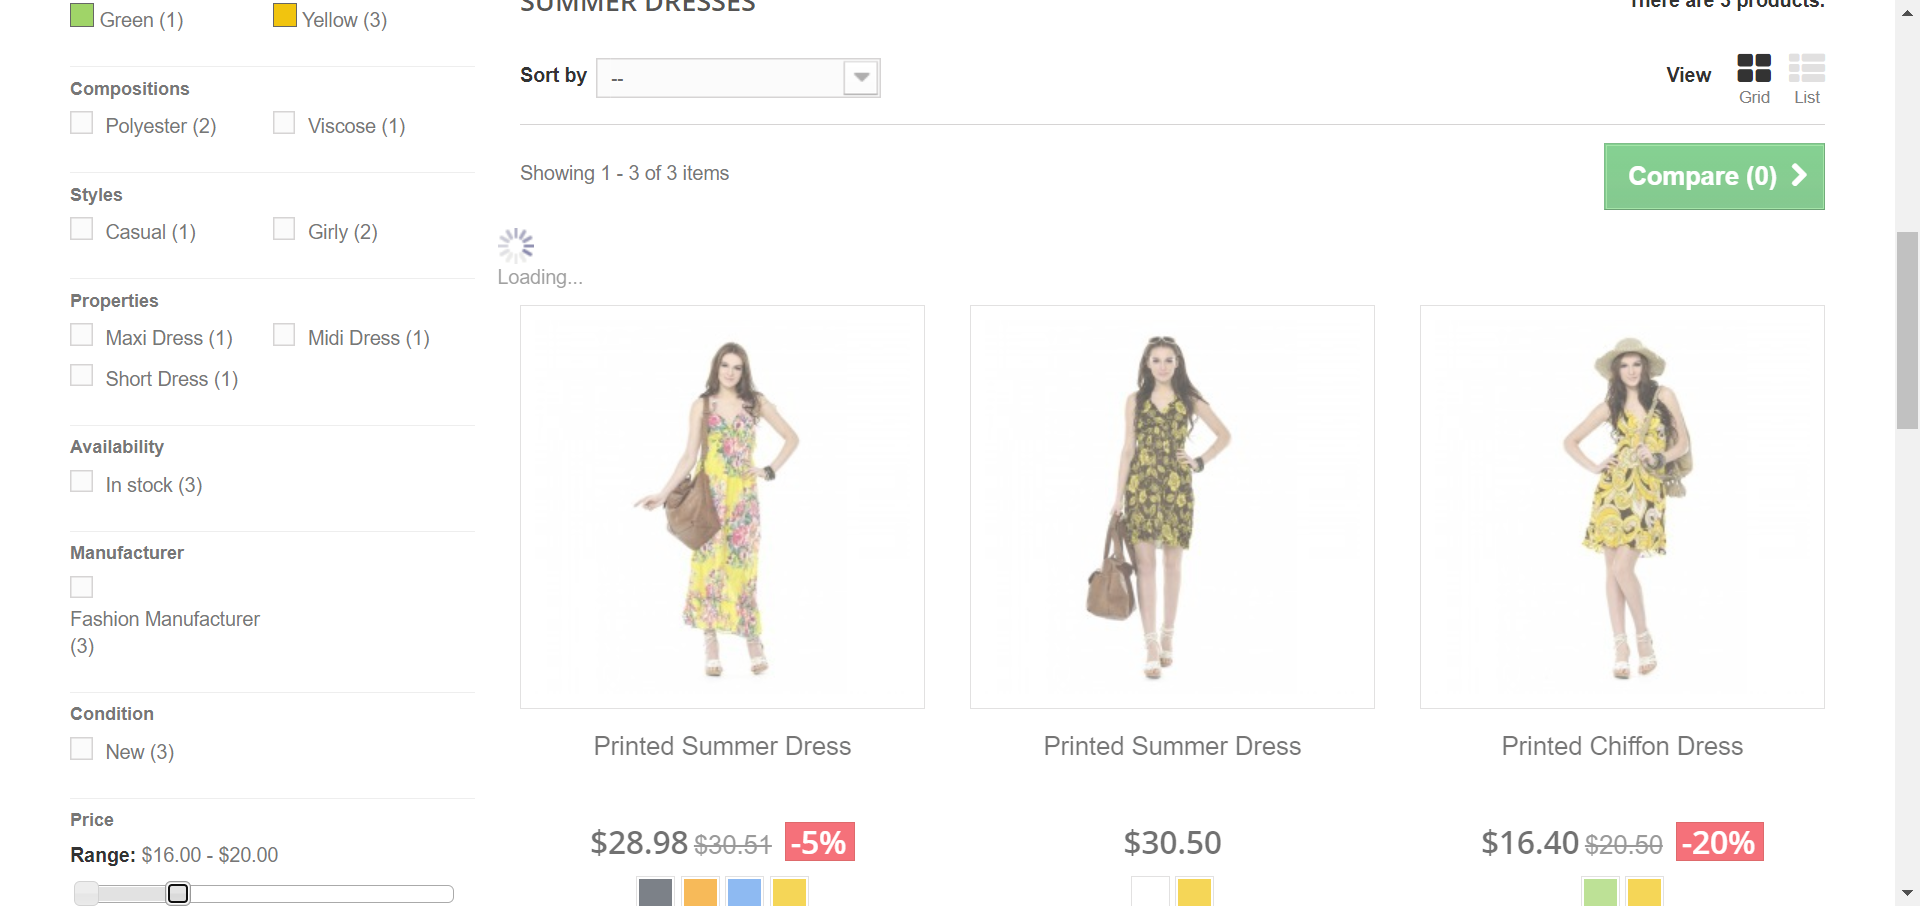 Green (1)
Yellow (3)
Compositions
Polyester (2)
Viscose (1)
Styles
Casual (1)
Girly (2)
Properties
Maxi Dress (1)
Midi Dress (1)
Short Dress (1)
Availability
In stock (3)
Manufacturer
Fashion Manufacturer
(3)
Condition
New (3)
Price
Range: $16.00 - $20.00
SUMMER DRESSES
There are 3 products.
Sort by
--
View
Grid
List
Showing 1 - 3 of 3 items
Compare (0)
Loading...
Printed Summer Dress
$28.98 $30.51 -5%
Printed Summer Dress
$30.50
Printed Chiffon Dress
$16.40 $20.50 -20%